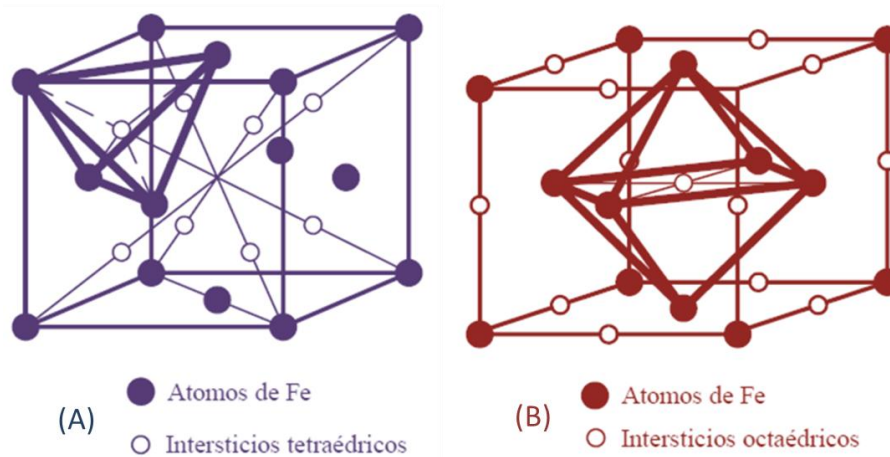 (A)
Atomos de Fe
Intersticios tetraédricos
(B)
Atomos de Fe
Intersticios octaédricos